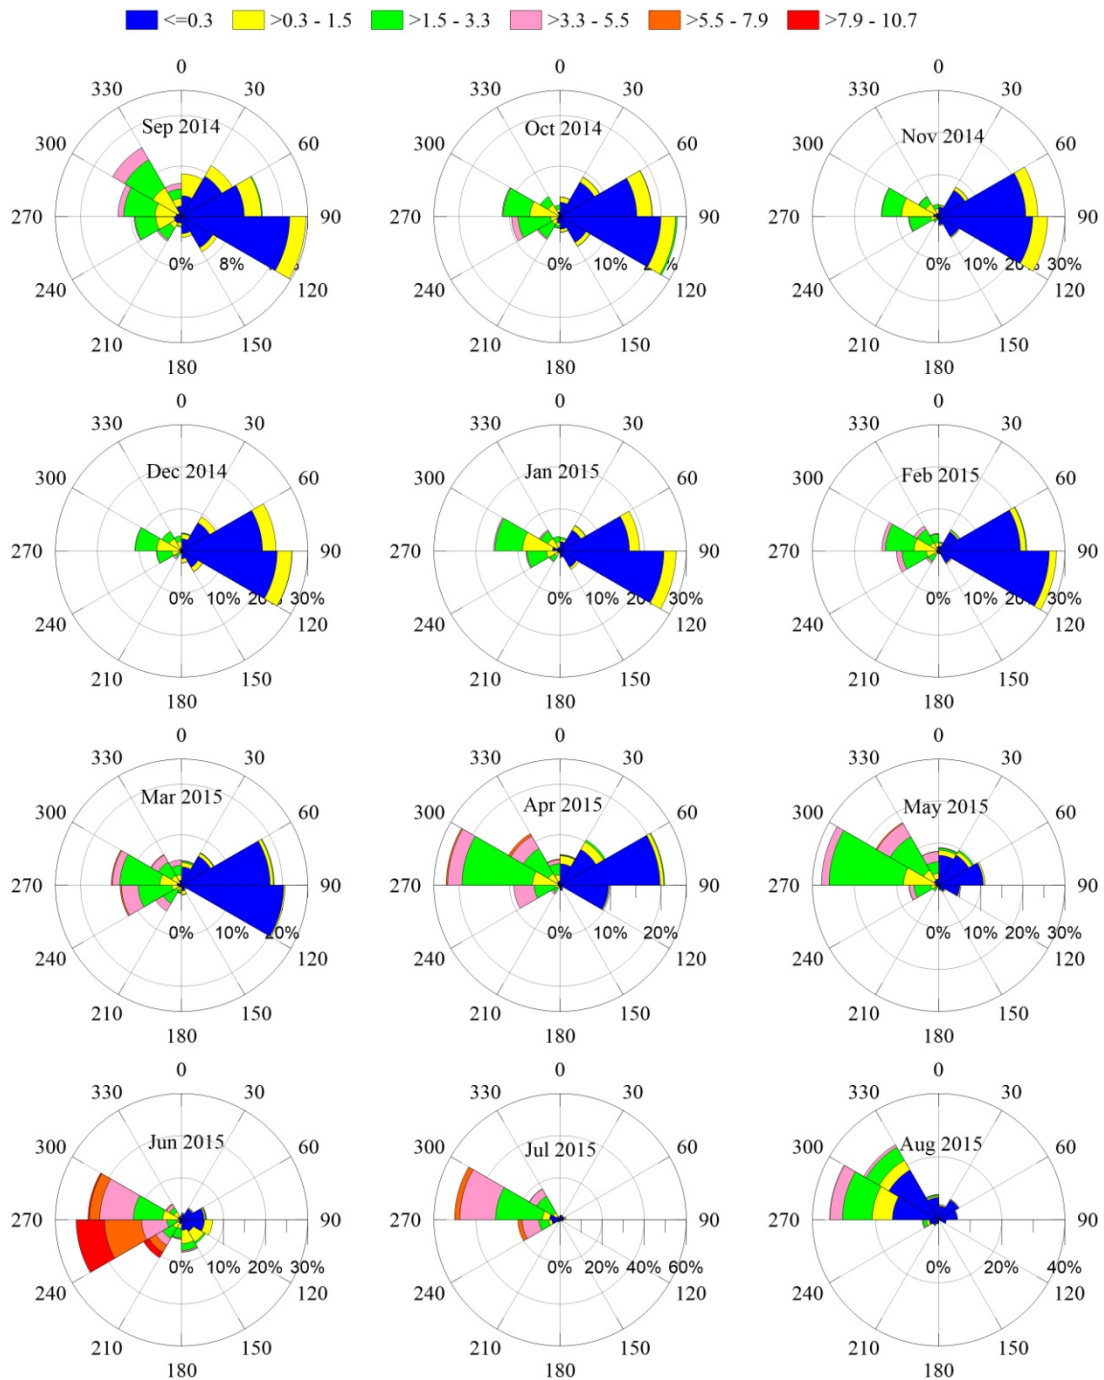 <=0.3 >0.3 - 1.5 >1.5 - 3.3 >3.3 - 5.5 >5.5 - 7.9 >7.9 - 10.7
0 0 0
330 30 330 30 330 30
Sep 2014 Oct 2014 Nov 2014
300 60 300 60 300 60
270 90 270 90 270 90
0% 8% 0% 10% 0% 10% 20% 30%
240 120 240 120 240 120
210 150 210 150 210 150
180 180 180
0 0 0
330 30 330 30 330 30
Dec 2014 Jan 2015 Feb 2015
300 60 300 60 300 60
270 90 270 90 270 90
0% 10% 20% 30% 0% 10% 20% 30% 0% 10% 20% 30%
240 120 240 120 240 120
210 150 210 150 210 150
180 180 180
0 0 0
330 30 330 30 330 30
Mar 2015 Apr 2015 May 2015
300 60 300 60 300 60
270 90 270 90 270 90
0% 10% 20% 0% 10% 20% 0% 10% 20% 30%
240 120 240 120 240 120
210 150 210 150 210 150
180 180 180
0 0 0
330 30 330 30 330 30
Jun 2015 Jul 2015 Aug 2015
300 60 300 60 300 60
270 90 270 90 270 90
0% 10% 20% 30% 0% 20% 40% 60% 0% 20% 40%
240 120 240 120 240 120
210 150 210 150 210 150
180 180 180